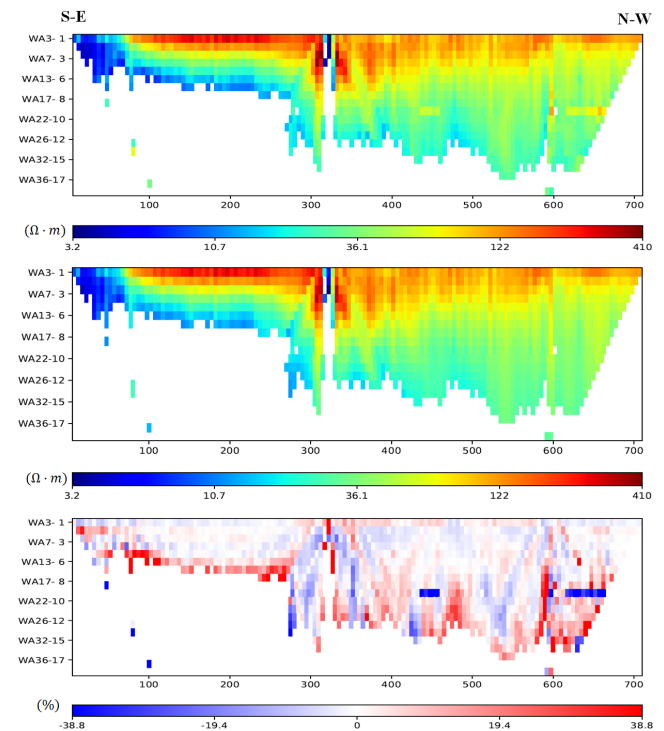 S-E N-W
WA3- 1
WA7- 3
WA13- 6
WA17- 8
WA22-10
WA26-12
WA32-15
WA36-17
100 200 300 400 500 600 700
(Ω·m)
3.2 10.7 36.1 122 410
WA3- 1
WA7- 3
WA13- 6
WA17- 8
WA22-10
WA26-12
WA32-15
WA36-17
100 200 300 400 500 600 700
(Ω·m)
3.2 10.7 36.1 122 410
WA3- 1
WA7- 3
WA13- 6
WA17- 8
WA22-10
WA26-12
WA32-15
WA36-17
100 200 300 400 500 600 700
(%)
-38.8 -19.4 0 19.4 38.8